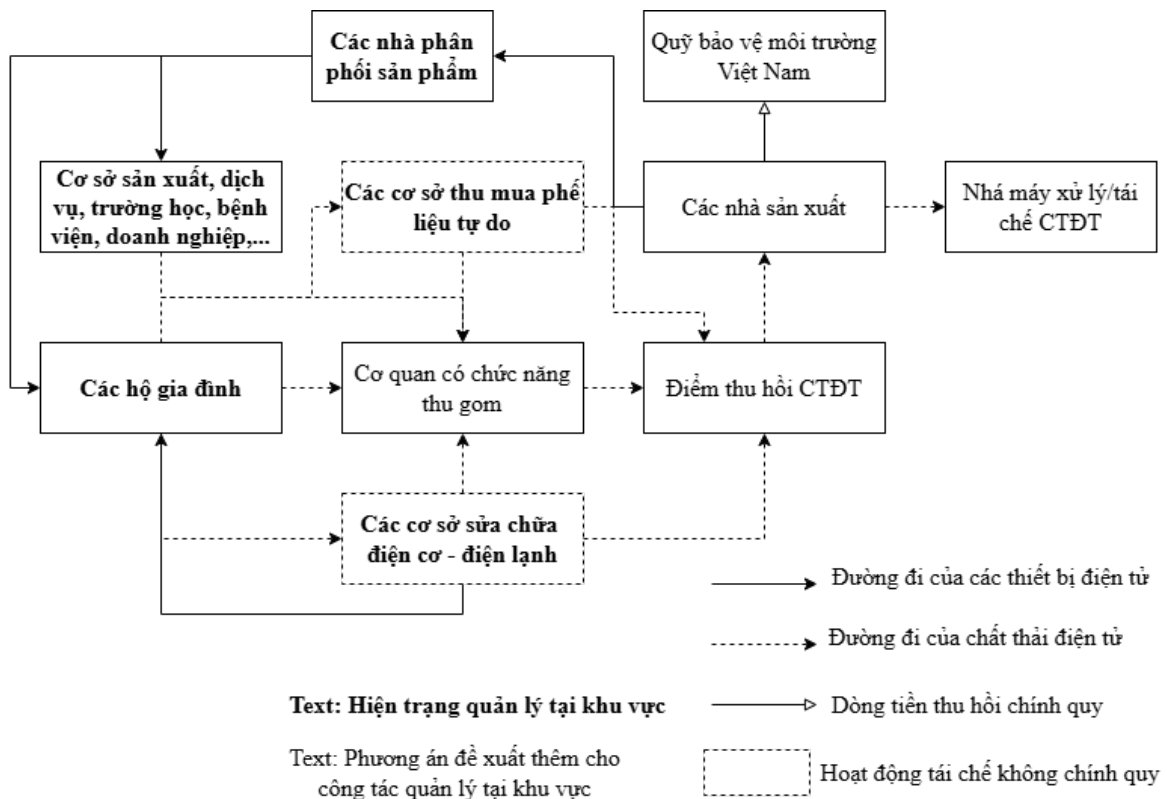 Các nhà phân
phối sản phẩm
Quỹ bảo vệ môi trường
Việt Nam
Cơ sở sản xuất, dịch
vụ, trường học, bệnh
viện, doanh nghiệp,...
Các cơ sở thu mua phế
liệu tự do
Các nhà sản xuất
Nhá máy xử lý/tái
chế CTĐT
Các hộ gia đình
Cơ quan có chức năng
thu gom
Điểm thu hồi CTĐT
Các cơ sở sửa chữa
điện cơ - điện lạnh
Đường đi của các thiết bị điện tử
Đường đi của chất thải điện tử
Text: Hiện trạng quản lý tại khu vực
Dòng tiền thu hồi chính quy
Text: Phương án đề xuất thêm cho
công tác quản lý tại khu vực
Hoạt động tái chế không chính quy